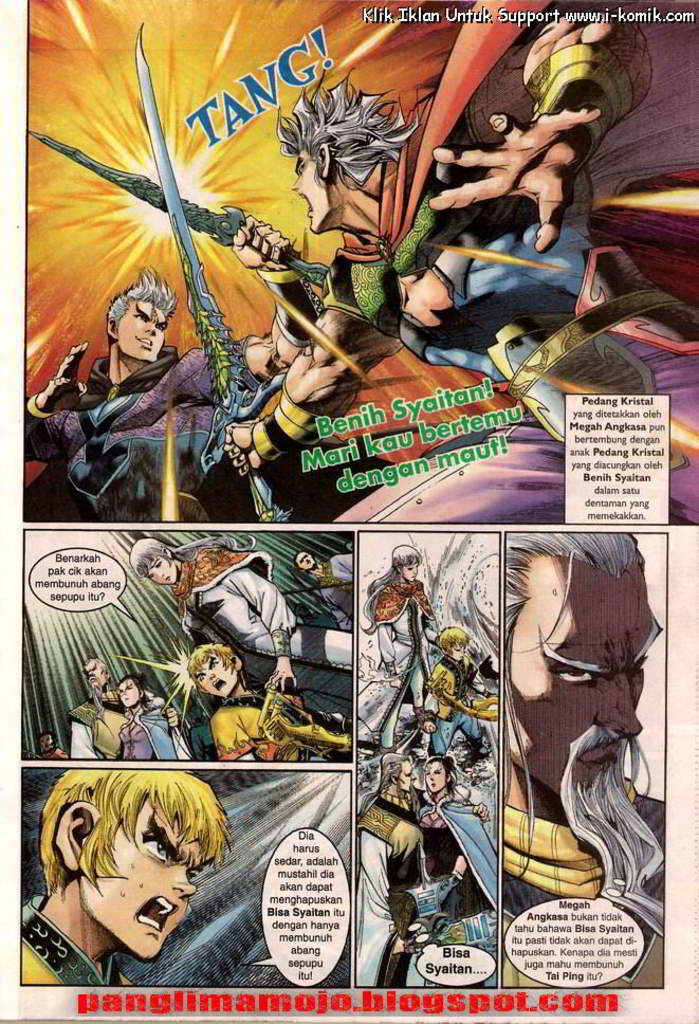 Klik Iklan Untuk Support www.i-komik.com
TANG!
Benih Syaitan!
Mari kau bertemu
dengan maut!
Pedang Kristal
yang ditetakkan oleh
Megah Angkasa pun
bertembung dengan
anak Pedang Kristal
yang diacungkan oleh
Benih Syaitan
dalam satu
dentaman yang
memekakkan.
Benarkah
pak cik akan
membunuh abang
sepupu itu?
Dia
harus
sedar, adalah
mustahil dia
akan dapat
menghapuskan
Bisa Syaitan itu
dengan hanya
membunuh
abang
sepupu
itu!
Bisa
Syaitan....
Megah
Angkasa bukan tidak
tahu bahawa Bisa Syaitan
itu pasti tidak akan dapat di-
hapuskan. Kenapa dia mesti
juga mahu membunuh
Tai Ping itu?
panglimamojo.blogspot.com